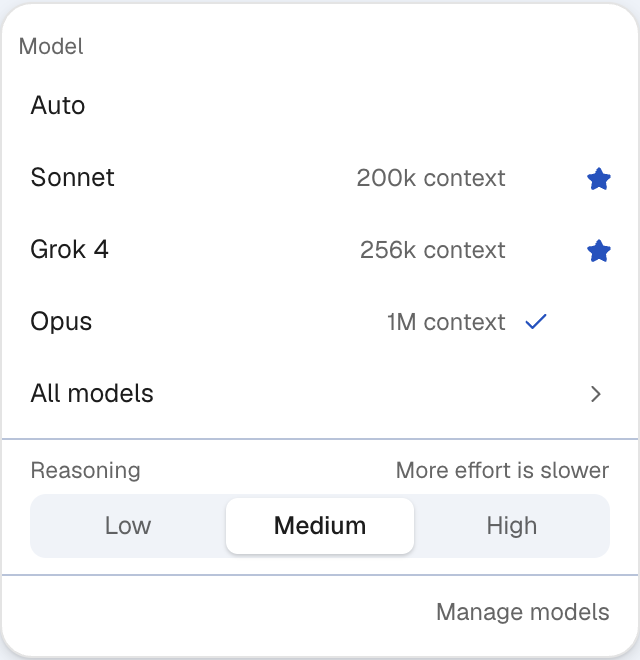 Model
Auto
Sonnet 200k context
Grok 4 256k context
Opus 1M context
All models
Reasoning More effort is slower
Low Medium High
Manage models